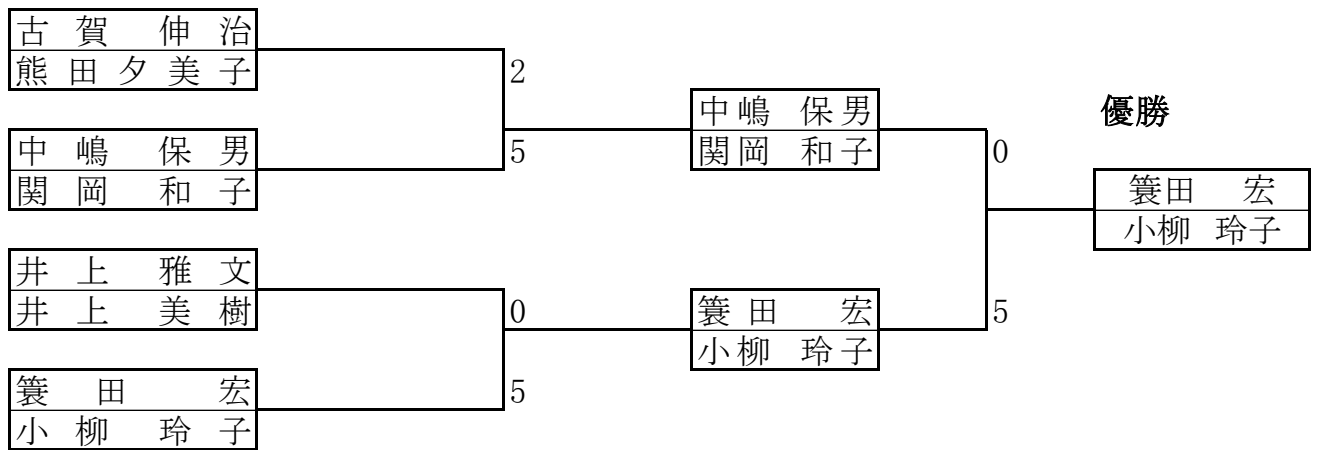 古賀 伸治
熊田夕美子
2
中嶋 保男
関岡 和子
5
井上 雅文
井上 美樹
0
簑田 宏
小柳 玲子
5
中嶋 保男
関岡 和子
0
簑田 宏
小柳 玲子
5
優勝
簑田 宏
小柳 玲子